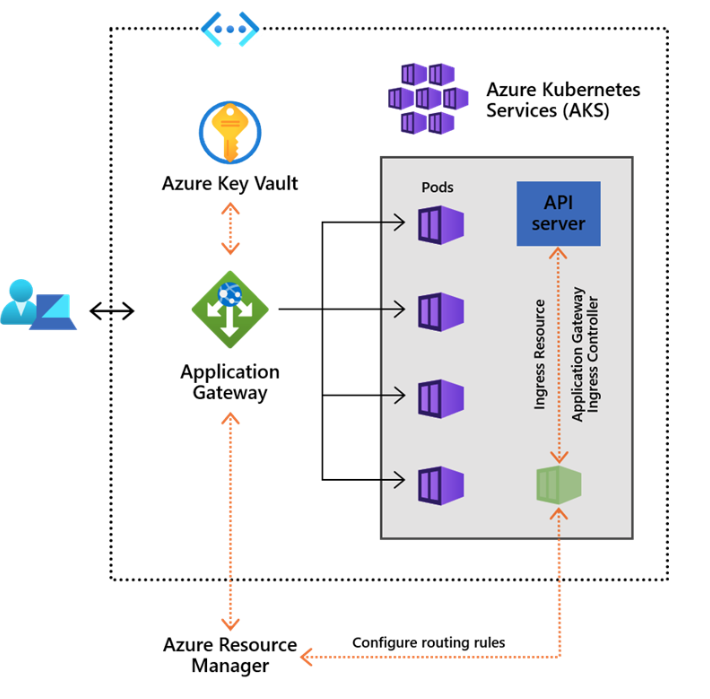 Azure Kubernetes
Services (AKS)
Azure Key Vault
Pods
API
server
Ingress Resource
Application Gateway
Ingress Controller
Application
Gateway
Azure Resource
Manager
Configure routing rules